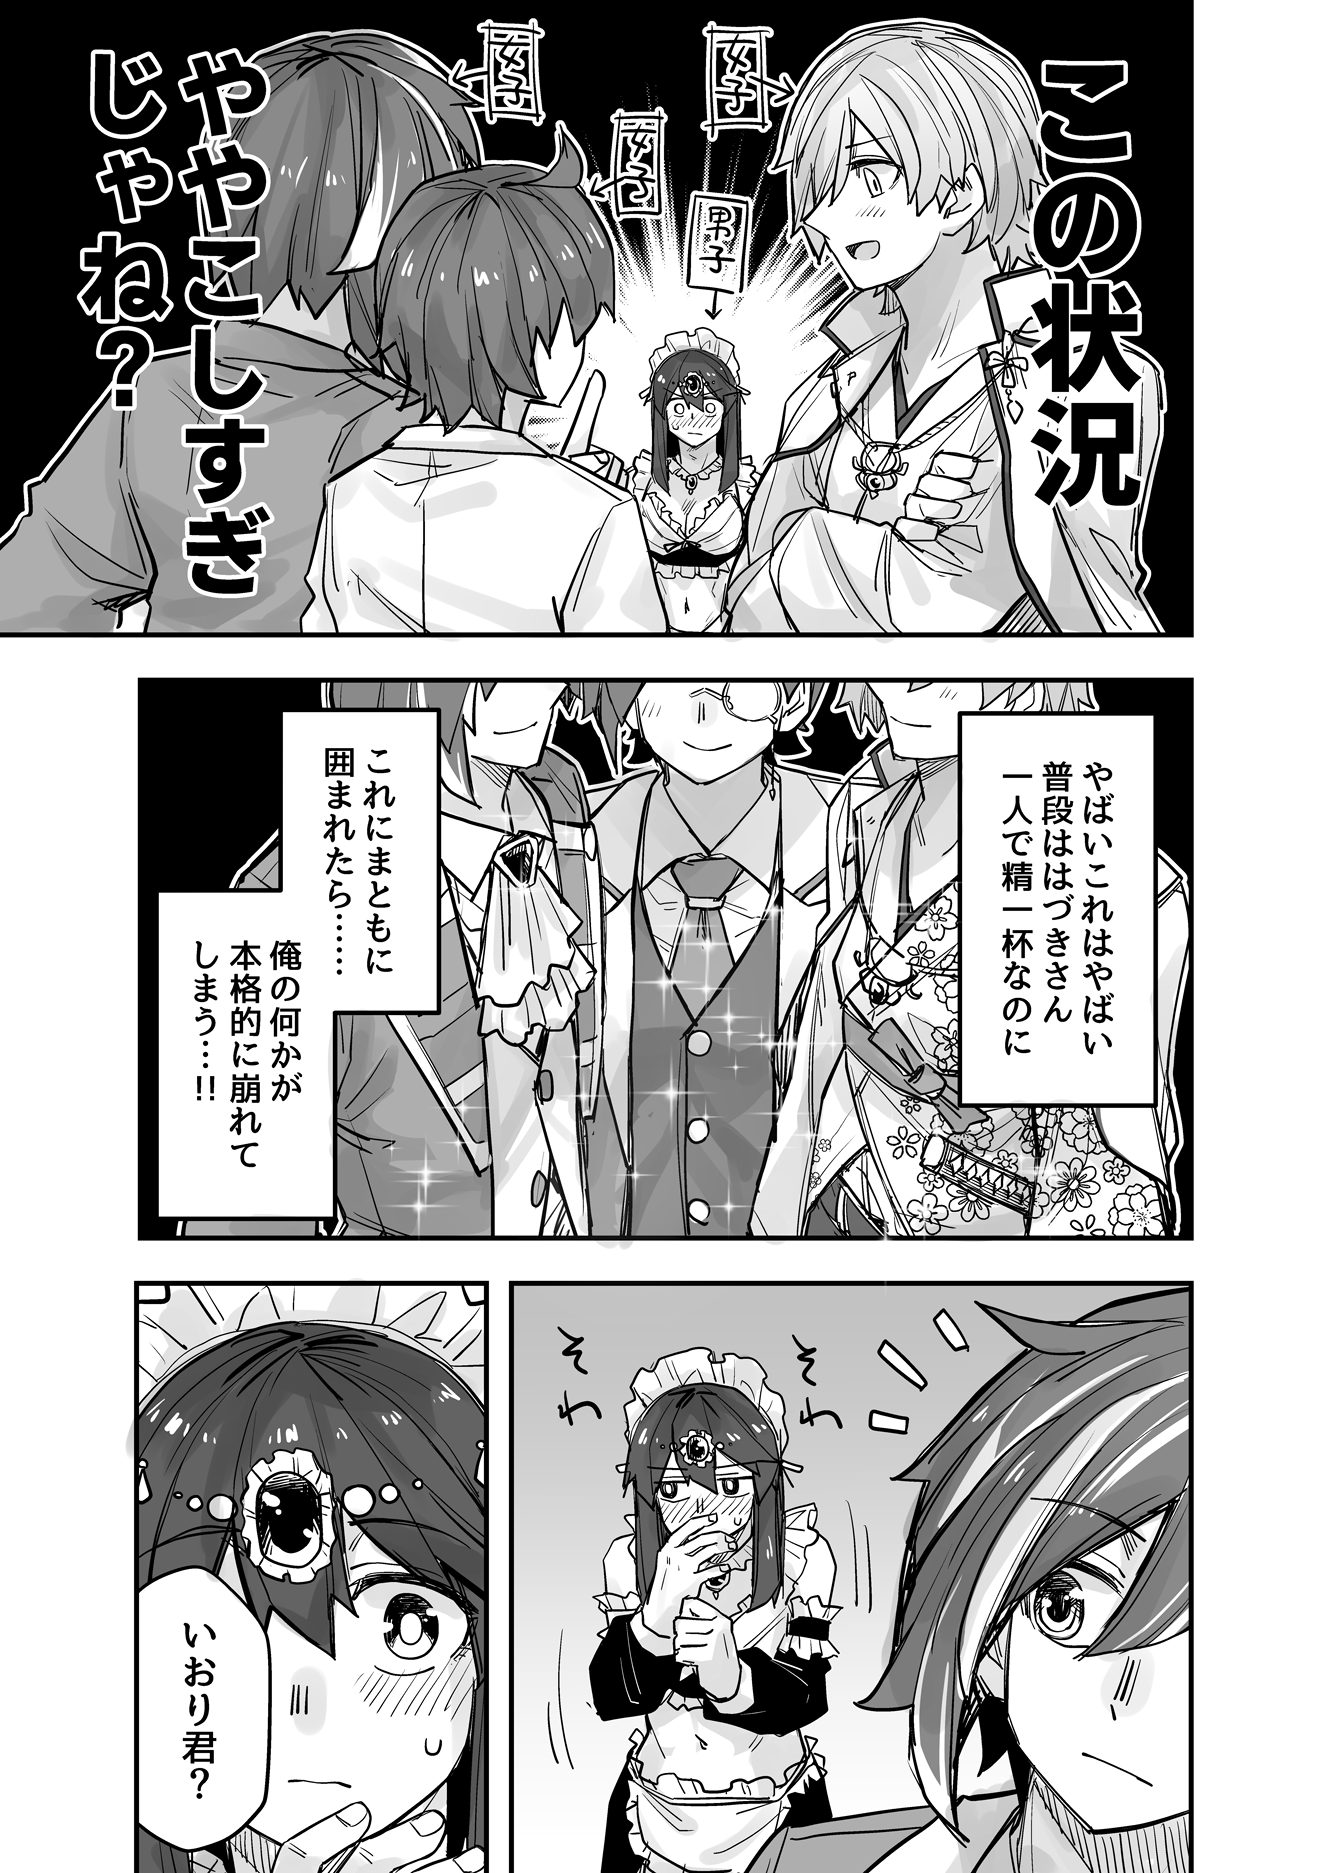 この状況
ややこしすぎ
じゃね？
女子
男子
女子
女子
やばいこれはやばい
普段ははづきさん
一人で精一杯なのに
これにまともに
囲まれたら……
俺の何かが
本格的に崩れて
しまう…!!
そわ
そわ
いおり君？